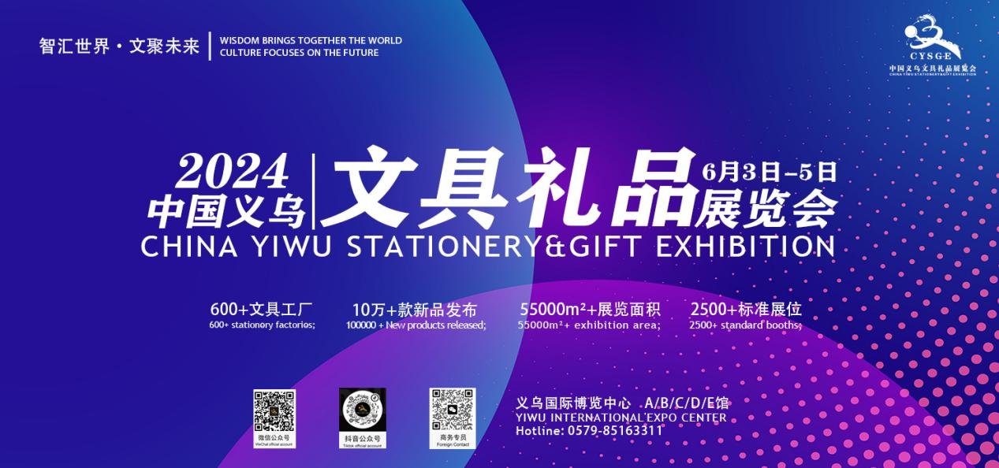 智汇世界·文聚未来
WISDOM BRINGS TOGETHER THE WORLD
CULTURE FOCUSES ON THE FUTURE
CYSGE
中国义乌文具礼品展览会
CHINA YIWU STATIONERY&GIFT EXHIBITION
2024
中国义乌
文具礼品
6月3日-5日
展览会
CHINA YIWU STATIONERY&GIFT EXHIBITION
600+文具工厂
600+ stationery factories;
10万+款新品发布
100000 + New products released;
55000m²+展览面积
55000m²+ exhibition area;
2500+标准展位
2500+ standard booths;
微信公众号
WeChat official account
抖音公众号
Tiktok official account
商务专员
Foreign Contact
义乌国际博览中心 A/B/C/D/E馆
YIWU INTERNATIONAL EXPO CENTER
Hotline: 0579-85163311